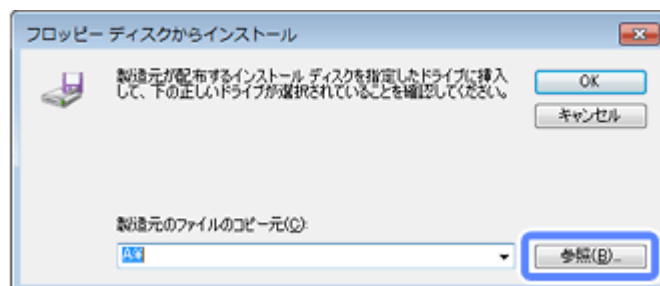 フロッピー ディスクからインストール
製造元が配布するインストール ディスクを指定したドライブに挿入
して、下の正しいドライブが選択されていることを確認してください。
OK
キャンセル
製造元のファイルのコピー元(C):
A:¥
参照(B)...